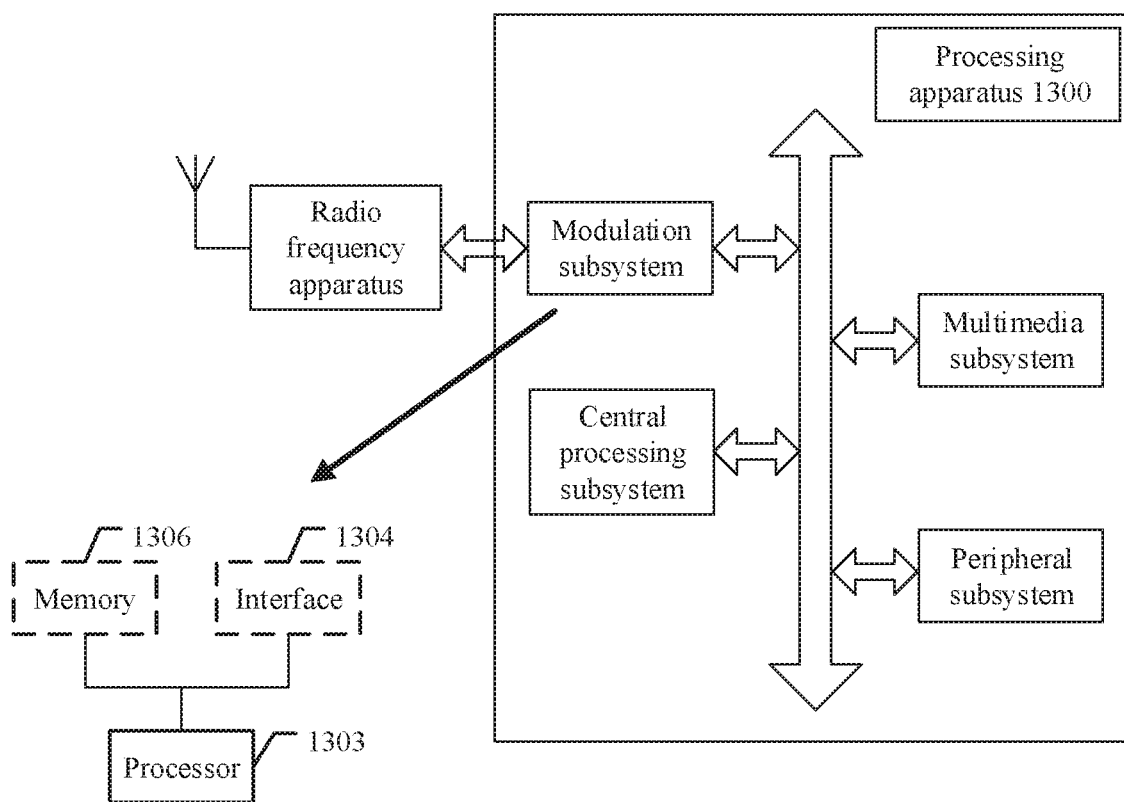 Processing
apparatus 1300
Radio
frequency
apparatus
Modulation
subsystem
Multimedia
subsystem
Central
processing
subsystem
Peripheral
subsystem
1306
1304
Memory
Interface
1303
Processor